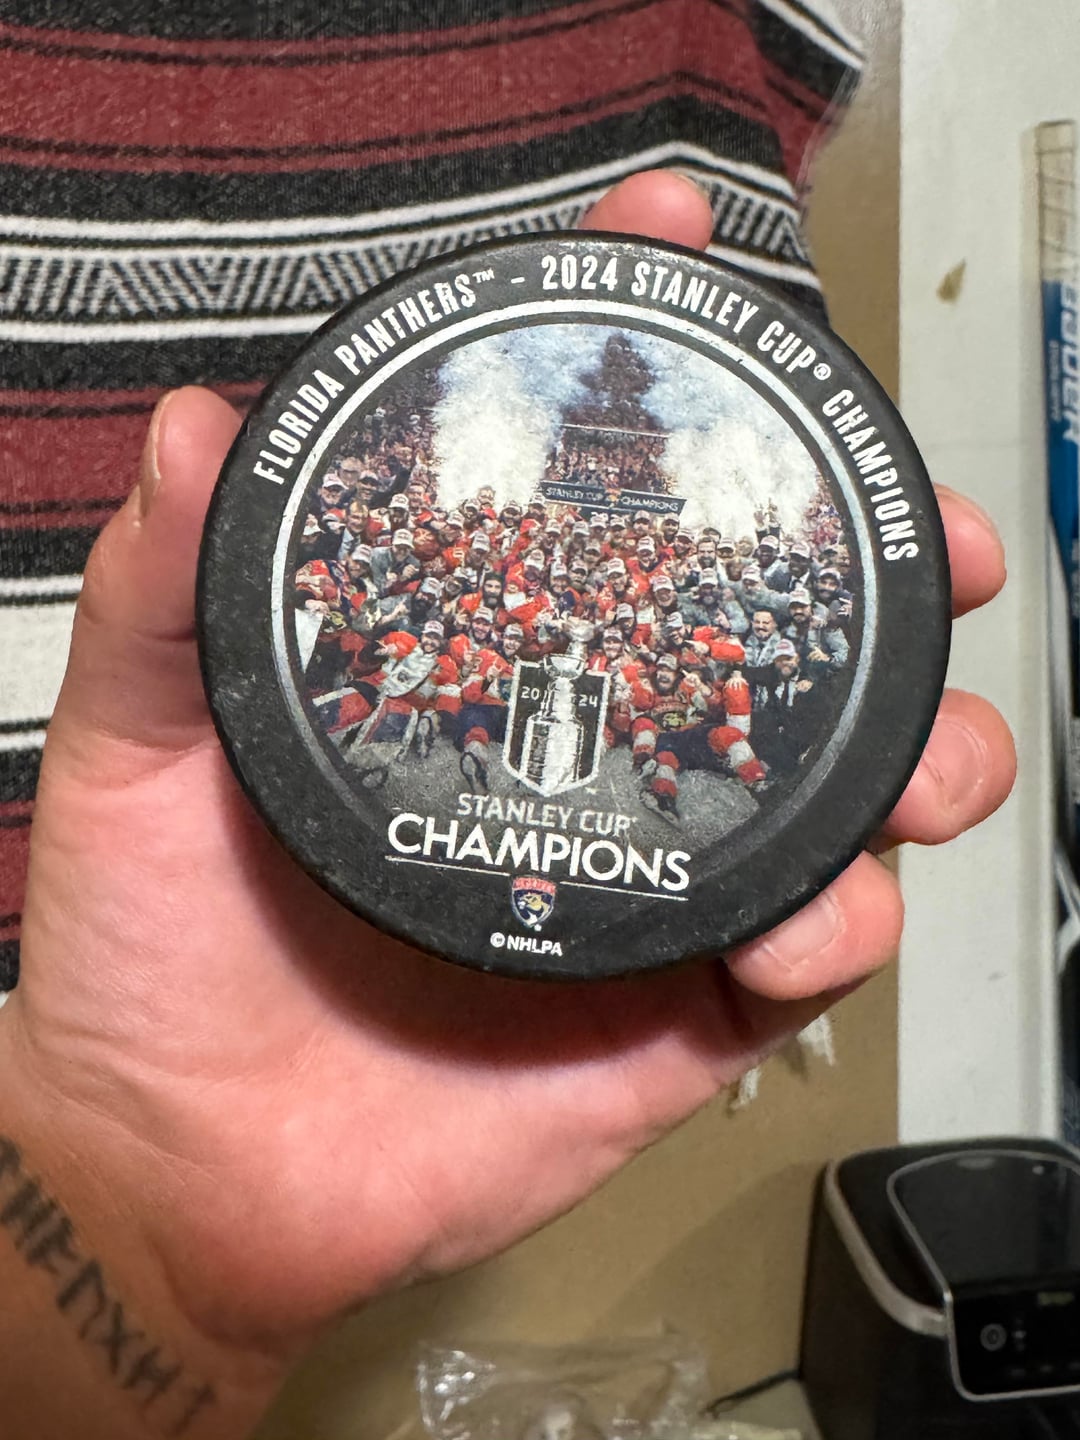 FLORIDA PANTHERS™ - 2024 STANLEY CUP® CHAMPIONS
STANLEY CUP CHAMPIONS
20 24
STANLEY CUP
CHAMPIONS
©NHLPA